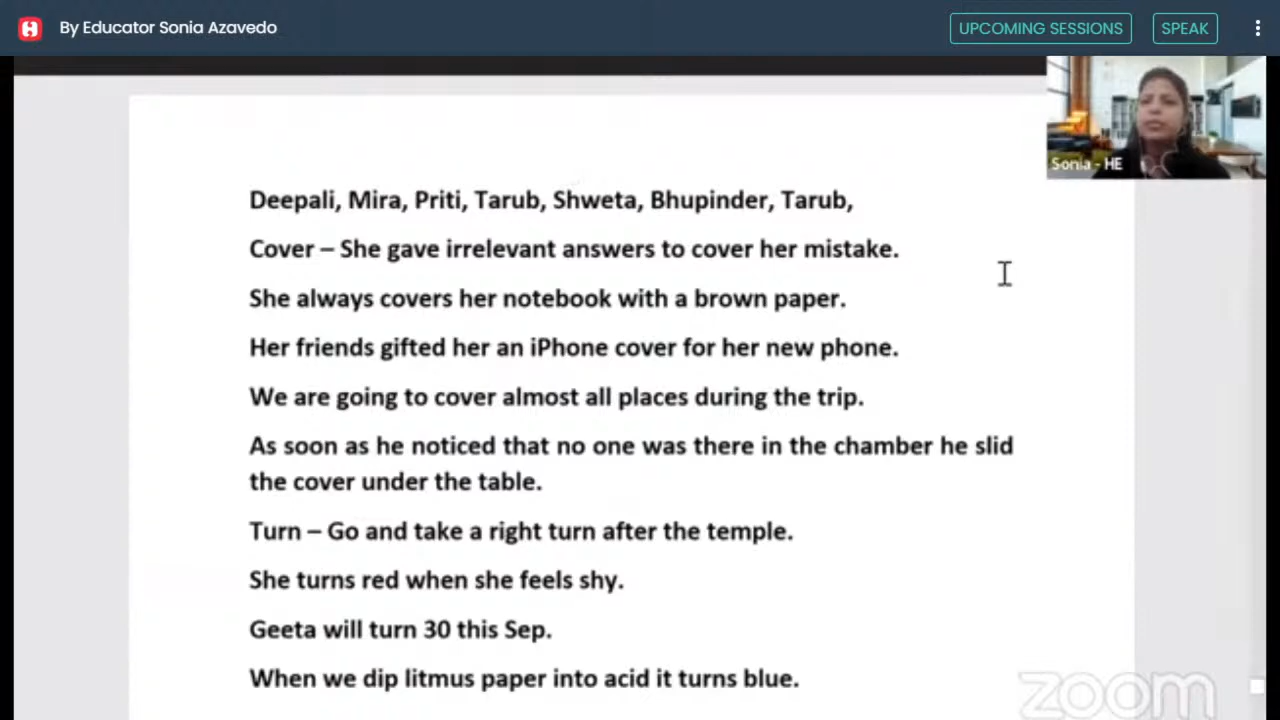 By Educator Sonia Azavedo
UPCOMING SESSIONS
SPEAK
Sonia - HE
Deepali, Mira, Priti, Tarub, Shweta, Bhupinder, Tarub,
Cover – She gave irrelevant answers to cover her mistake.
She always covers her notebook with a brown paper.
Her friends gifted her an iPhone cover for her new phone.
We are going to cover almost all places during the trip.
As soon as he noticed that no one was there in the chamber he slid
the cover under the table.
Turn – Go and take a right turn after the temple.
She turns red when she feels shy.
Geeta will turn 30 this Sep.
When we dip litmus paper into acid it turns blue.
zoom